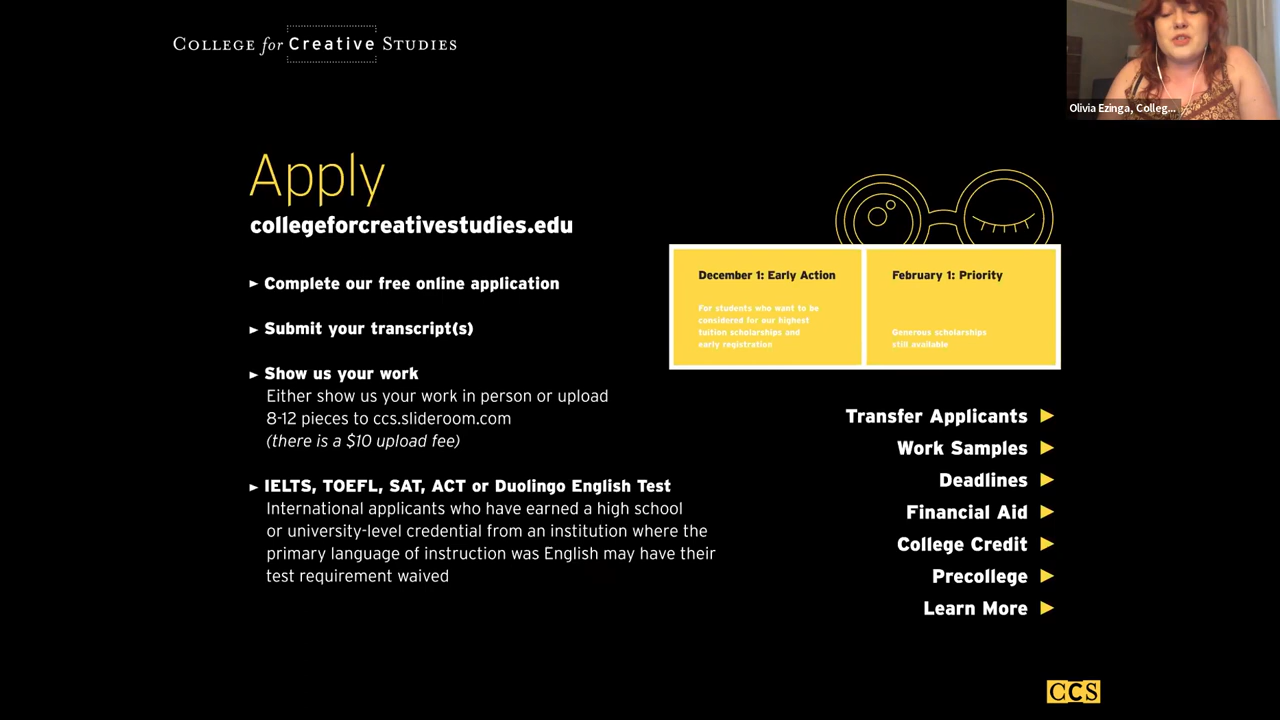 COLLEGE for Creative STUDIES
Olivia Ezinga, Colleg...
Apply
collegeforcreativestudies.edu
► Complete our free online application
► Submit your transcript(s)
► Show us your work
Either show us your work in person or upload
8-12 pieces to ccs.slideroom.com
(there is a $10 upload fee)
► IELTS, TOEFL, SAT, ACT or Duolingo English Test
International applicants who have earned a high school
or university-level credential from an institution where the
primary language of instruction was English may have their
test requirement waived
December 1: Early Action
For students who want to be
considered for our highest
tuition scholarships and
early registration
February 1: Priority
Generous scholarships
still available
Transfer Applicants ►
Work Samples ►
Deadlines ►
Financial Aid ►
College Credit ►
Precollege ►
Learn More ►
CCS